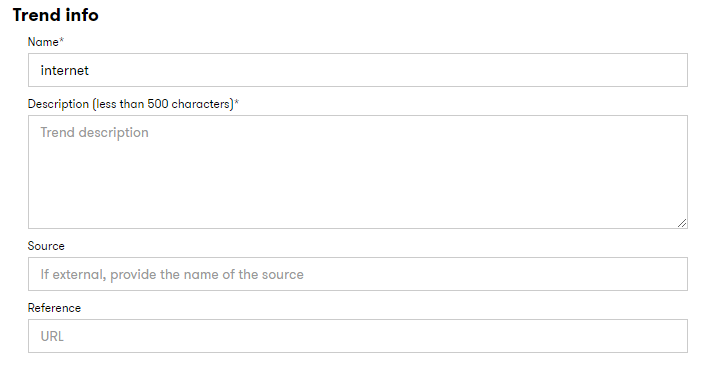 Trend info
Name*
internet
Description (less than 500 characters)*
Trend description
Source
If external, provide the name of the source
Reference
URL